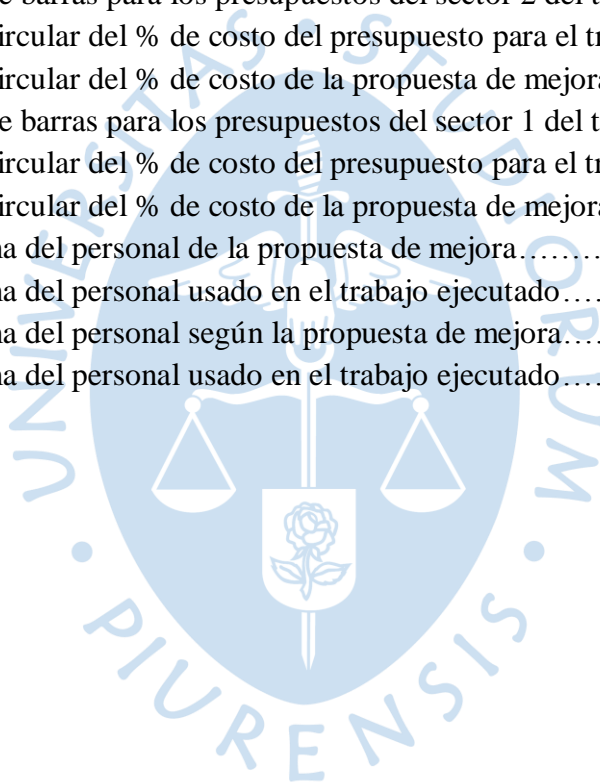 e barras para los presupuestos del sector 2 del t
ircular del % de costo del presupuesto para el tr
ircular del % de costo de la propuesta de mejora
e barras para los presupuestos del sector 1 del t
ircular del % de costo del presupuesto para el tr
ircular del % de costo de la propuesta de mejora
na del personal de la propuesta de mejora………
na del personal usado en el trabajo ejecutado….
na del personal según la propuesta de mejora….
na del personal usado en el trabajo ejecutado….
UNIVERSITAS • STUDIORUM • PIURENSIS •